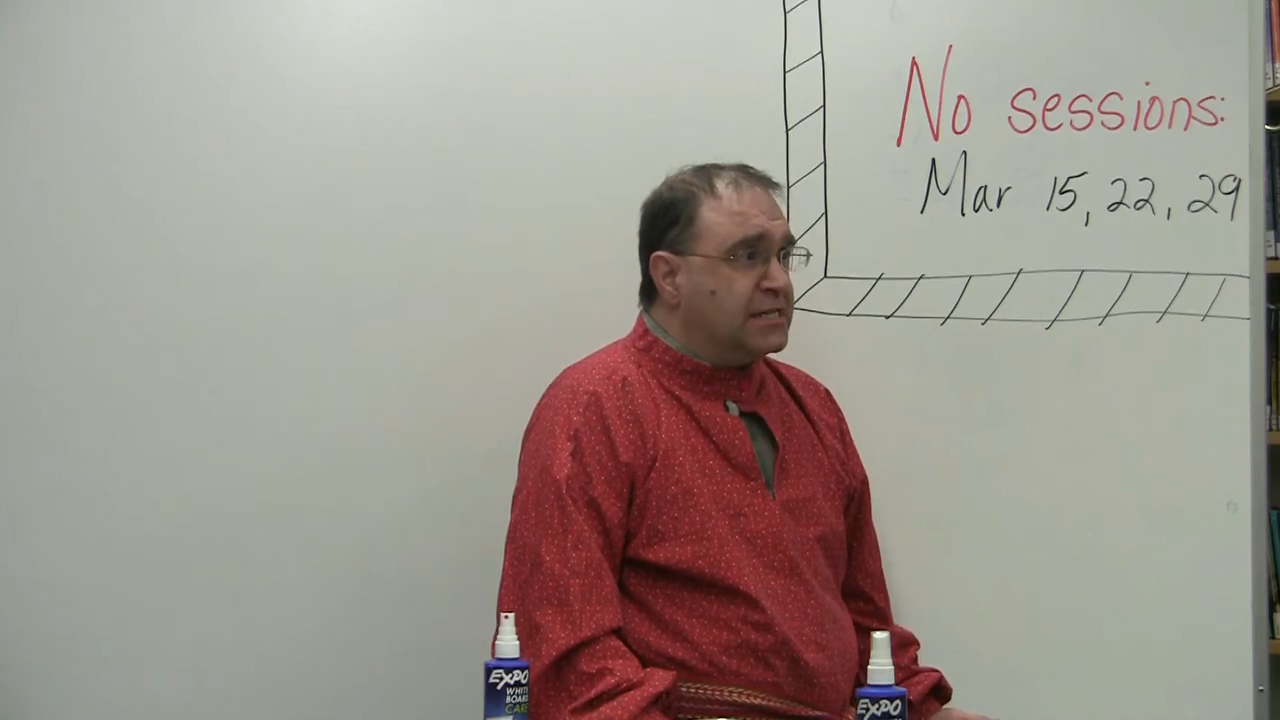 No sessions:
Mar 15, 22, 29
EXPO
WHITE
BOARD
CARE
EXPO